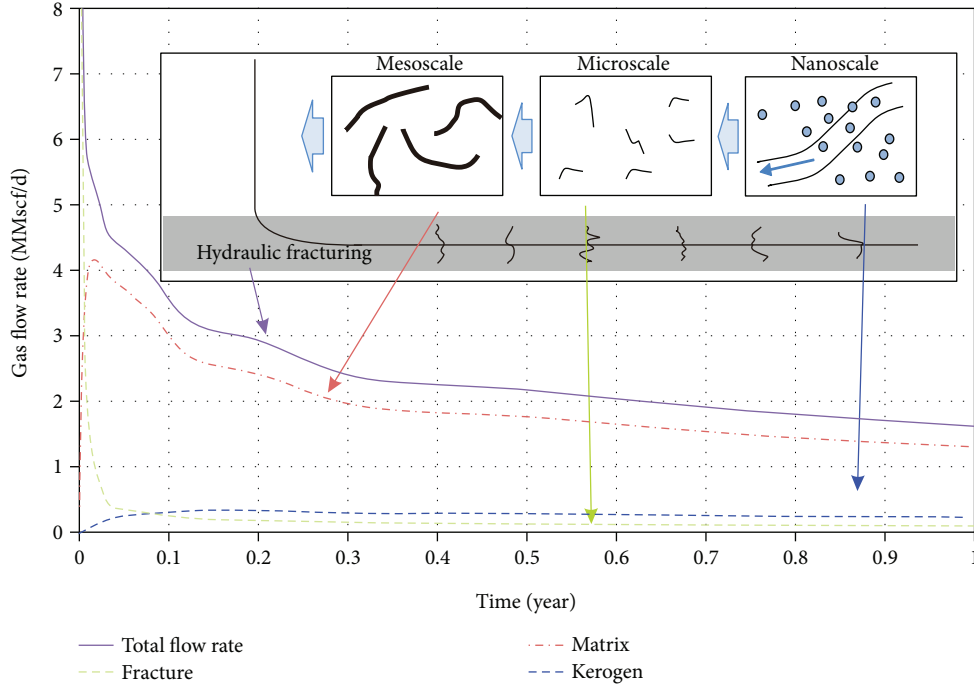 8
7
6
5
4
3
2
1
0
Gas flow rate (MMscf/d)
Mesoscale
Microscale
Nanoscale
Hydraulic fracturing
0 0.1 0.2 0.3 0.4 0.5 0.6 0.7 0.8 0.9 1
Time (year)
Total flow rate
Fracture
Matrix
Kerogen